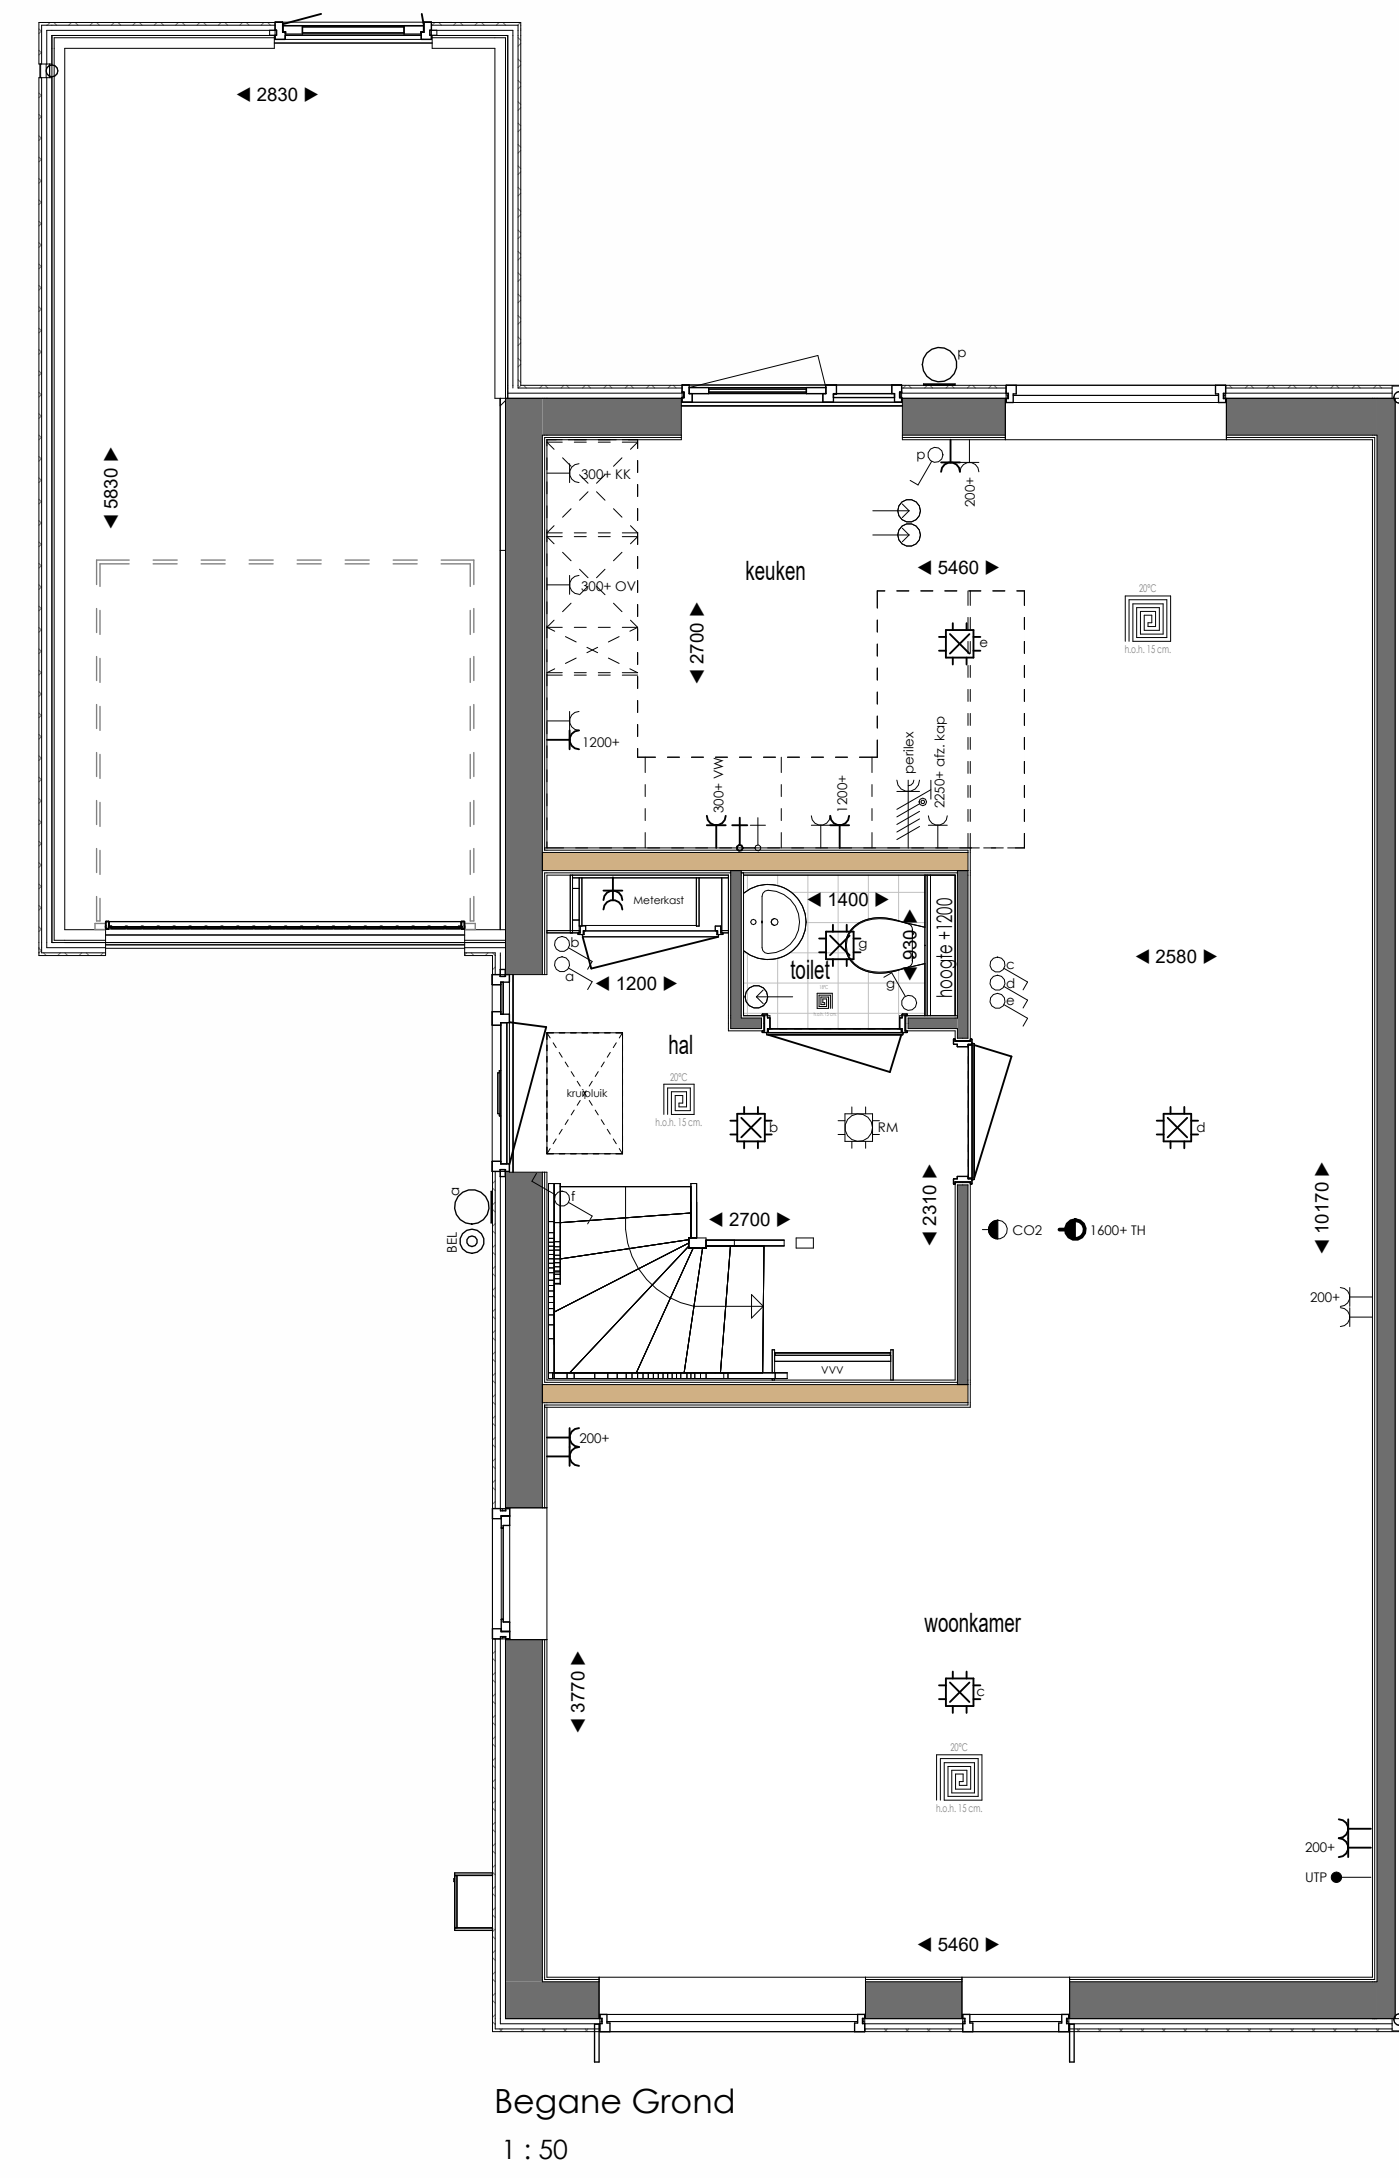 ◄ 2830 ►
◄ 5830 ►
p
300+ KK
p
200+
keuken
◄ 5460 ►
300+ OV
20°C
h.o.h. 15 cm.
◄ 2700 ►
e
1200+
300+ VW
1200+
perilex
2250+ afz. kap
Meterkast
◄ 1400 ►
g
◄ 930 ►
hoogte +1200
b
a
◄ 1200 ►
toilet
g
◄ 2580 ►
c
d
e
hal
20°C
h.o.h. 15 cm.
kruipluik
b
RM
d
f
◄ 2700 ►
◄ 2310 ►
◄ 10170 ►
a
BEL
CO2
1600+ TH
200+
VVV
200+
woonkamer
◄ 3770 ►
c
20°C
h.o.h. 15 cm.
200+
UTP
◄ 5460 ►
Begane Grond
1 : 50